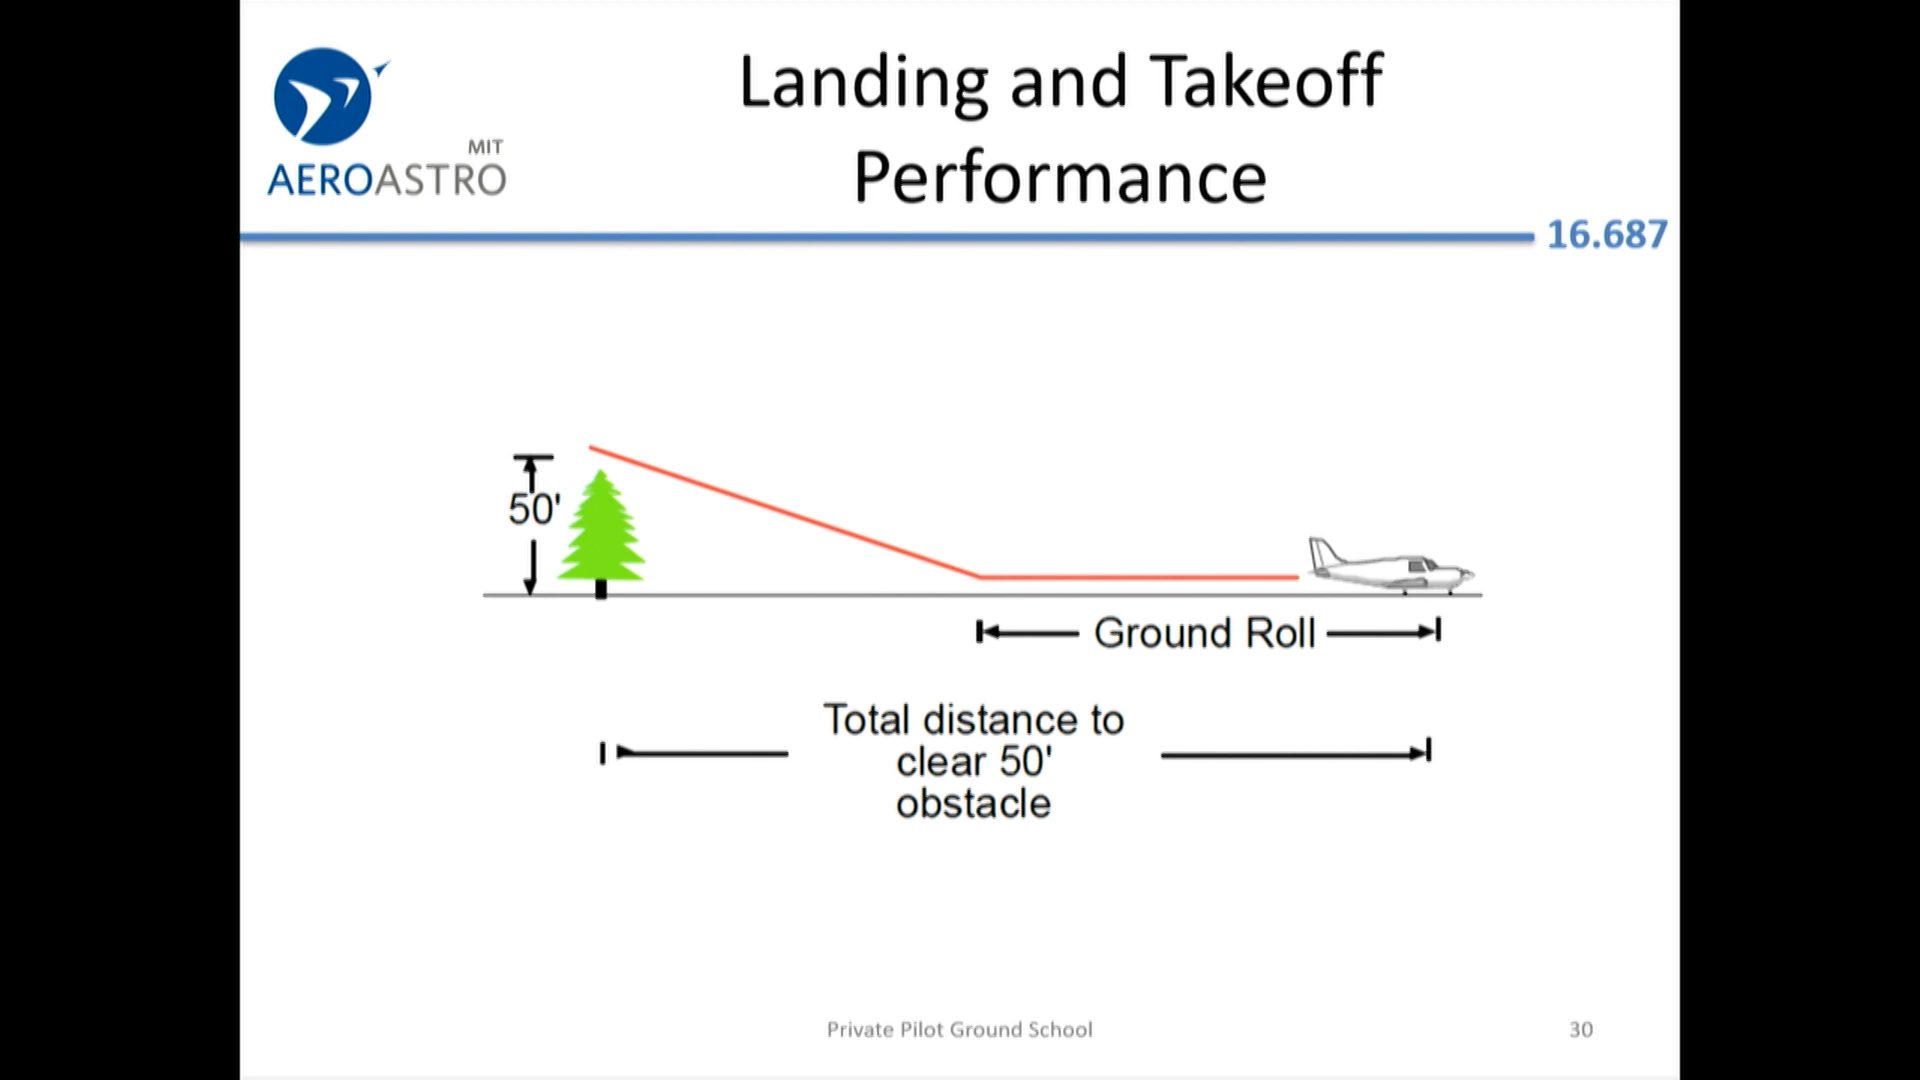 MIT
AEROASTRO
Landing and Takeoff
Performance
16.687
50'
Ground Roll
Total distance to
clear 50'
obstacle
Private Pilot Ground School
30